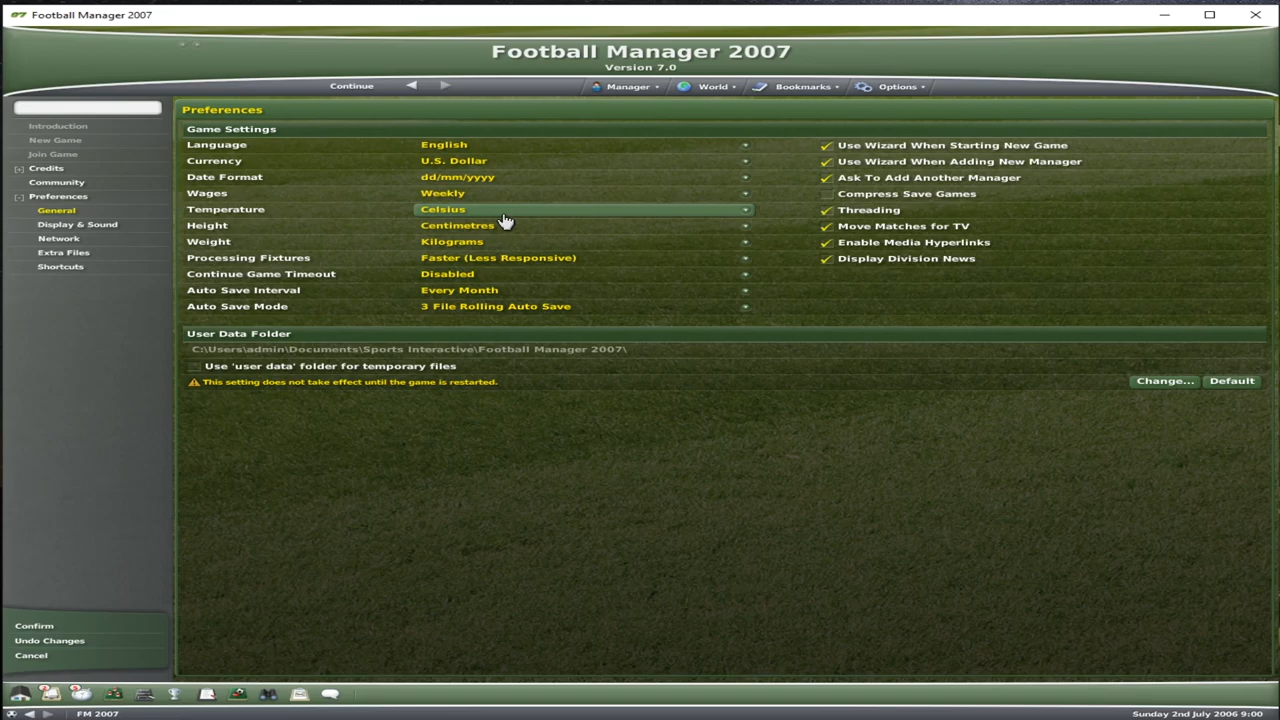 Football Manager 2007
Football Manager 2007
Version 7.0
Continue
Manager
World
Bookmarks
Options
Introduction
New Game
Join Game
Credits
Community
Preferences
General
Display & Sound
Network
Extra Files
Shortcuts
Preferences
Game Settings
Language English
Currency U.S. Dollar
Date Format dd/mm/yyyy
Wages Weekly
Temperature Celsius
Height Centimetres
Weight Kilograms
Processing Fixtures Faster (Less Responsive)
Continue Game Timeout Disabled
Auto Save Interval Every Month
Auto Save Mode 3 File Rolling Auto Save
Use Wizard When Starting New Game
Use Wizard When Adding New Manager
Ask To Add Another Manager
Compress Save Games
Threading
Move Matches for TV
Enable Media Hyperlinks
Display Division News
User Data Folder
C:\Users\admin\Documents\Sports Interactive\Football Manager 2007\
Use 'user data' folder for temporary files
This setting does not take effect until the game is restarted.
Change... Default
Confirm
Undo Changes
Cancel
FM 2007
Sunday 2nd July 2006 9:00